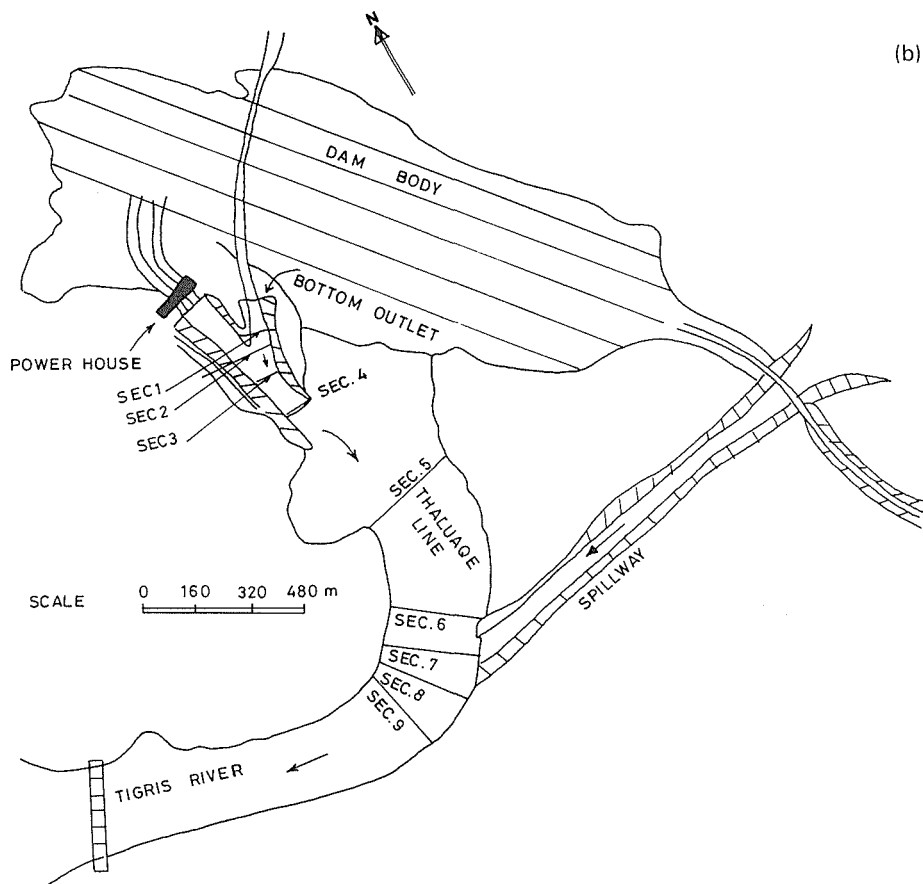 N
(b)
DAM BODY
BOTTOM OUTLET
POWER HOUSE
SEC1
SEC2
SEC3
SEC.4
SEC.5
THALUAQE
LINE
SPILLWAY
SCALE
0 160 320 480 m
SEC.6
SEC.7
SEC.8
SEC.9
TIGRIS RIVER